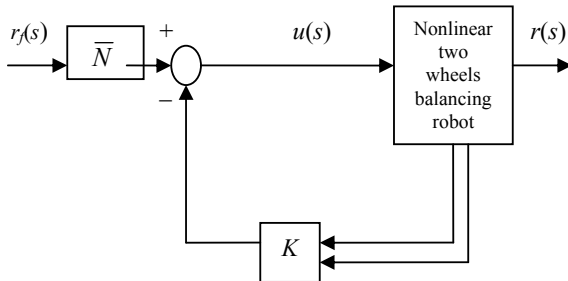 r_f(s)
N̅
+
−
u(s)
Nonlinear
two
wheels
balancing
robot
r(s)
K